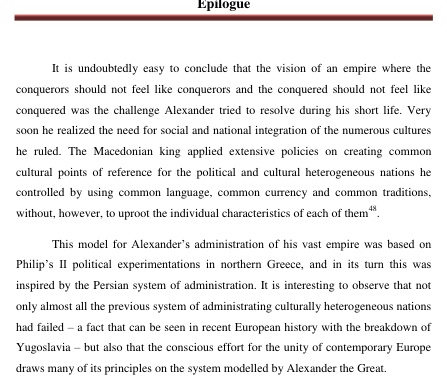 Epilogue
It is undoubtedly easy to conclude that the vision of an empire where the
conquerors should not feel like conquerors and the conquered should not feel like
conquered was the challenge Alexander tried to resolve during his short life. Very
soon he realized the need for social and national integration of the numerous cultures
he ruled. The Macedonian king applied extensive policies on creating common
cultural points of reference for the political and cultural heterogeneous nations he
controlled by using common language, common currency and common traditions,
without, however, to uproot the individual characteristics of each of them48.
This model for Alexander's administration of his vast empire was based on
Philip's II political experimentations in northern Greece, and in its turn this was
inspired by the Persian system of administration. It is interesting to observe that not
only almost all the previous system of administrating culturally heterogeneous nations
had failed – a fact that can be seen in recent European history with the breakdown of
Yugoslavia – but also that the conscious effort for the unity of contemporary Europe
draws many of its principles on the system modelled by Alexander the Great.